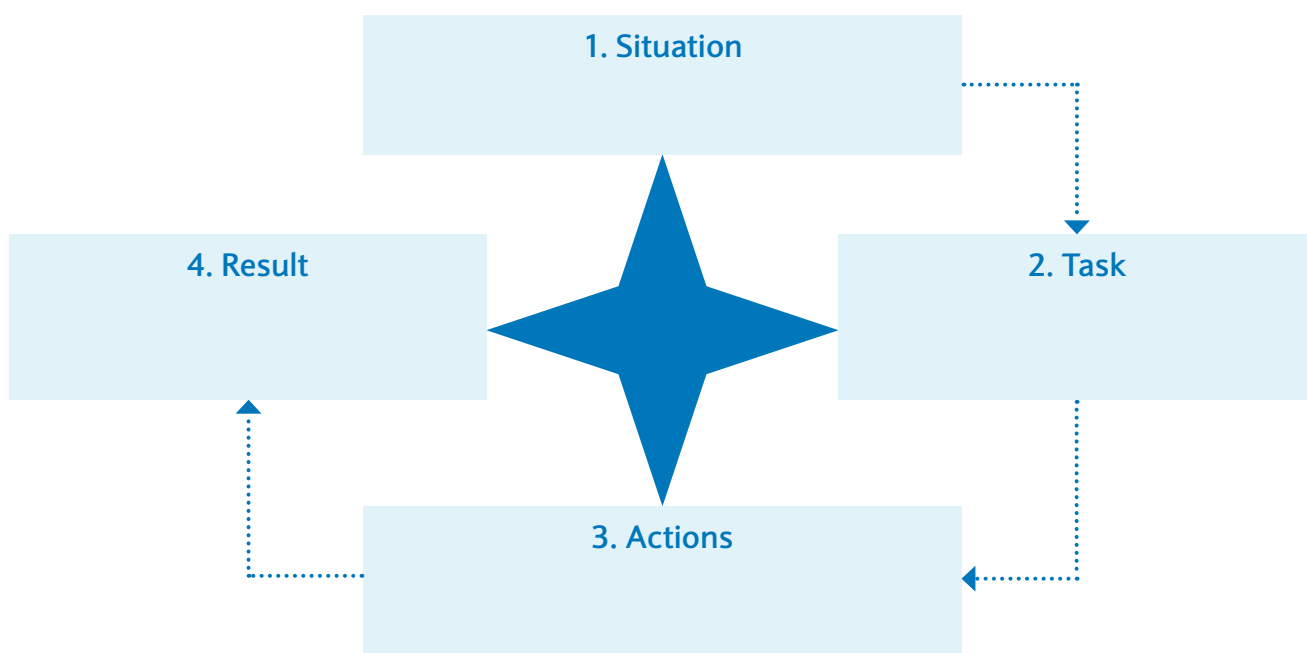 1. Situation
2. Task
3. Actions
4. Result